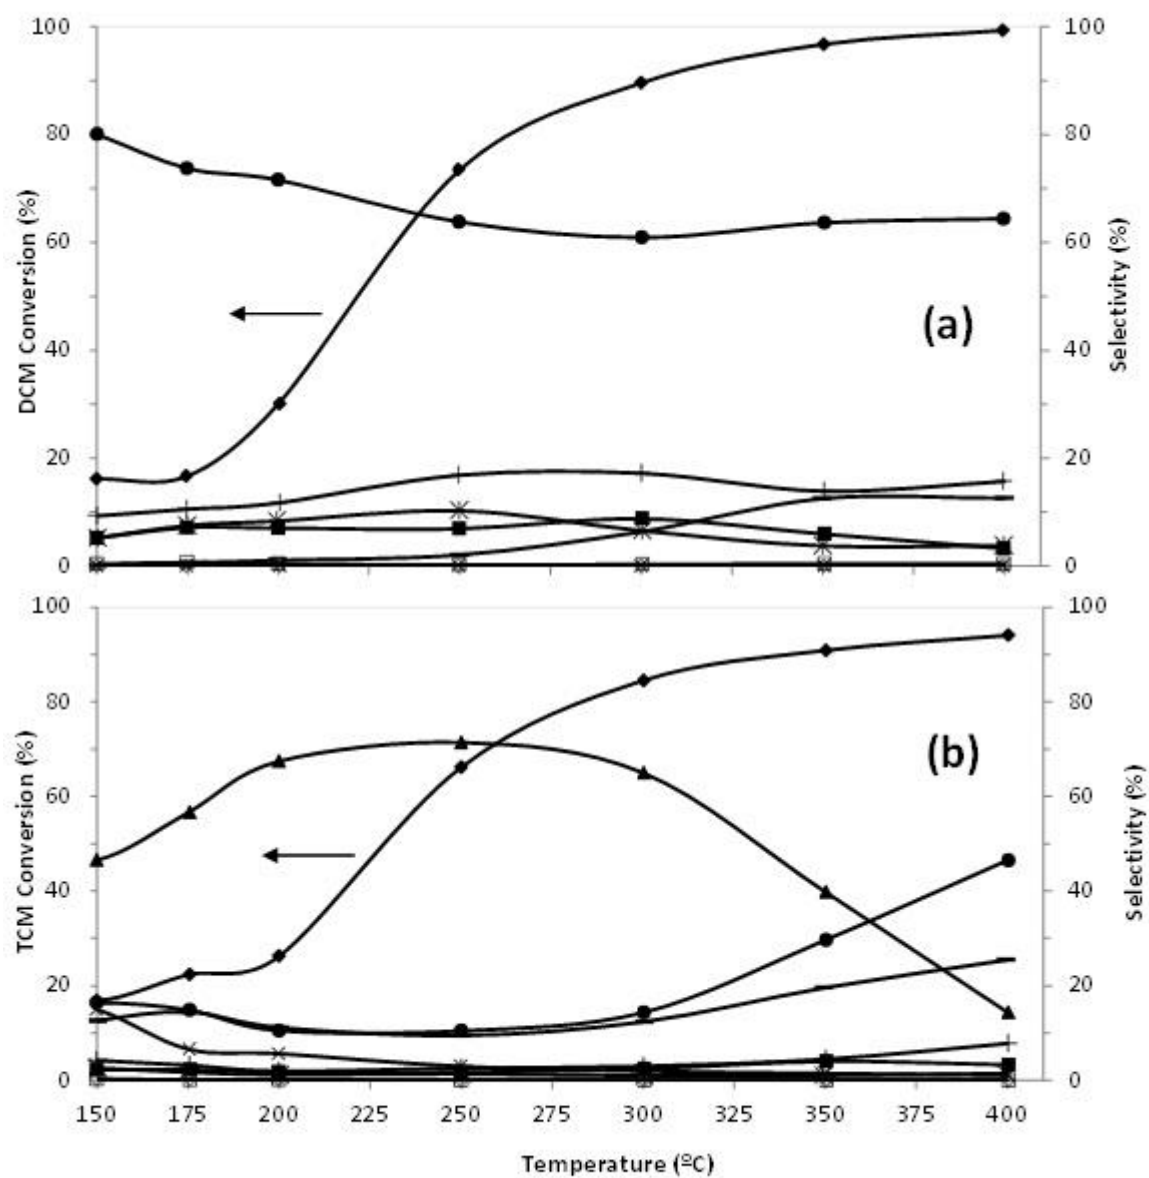 100 100
80 80
60 60
40 40
20 20
0 0
DCM Conversion (%)
Selectivity (%)
(a)
100 100
80 80
60 60
40 40
20 20
0 0
TCM Conversion (%)
Selectivity (%)
(b)
150 175 200 225 250 275 300 325 350 375 400
Temperature (ºC)